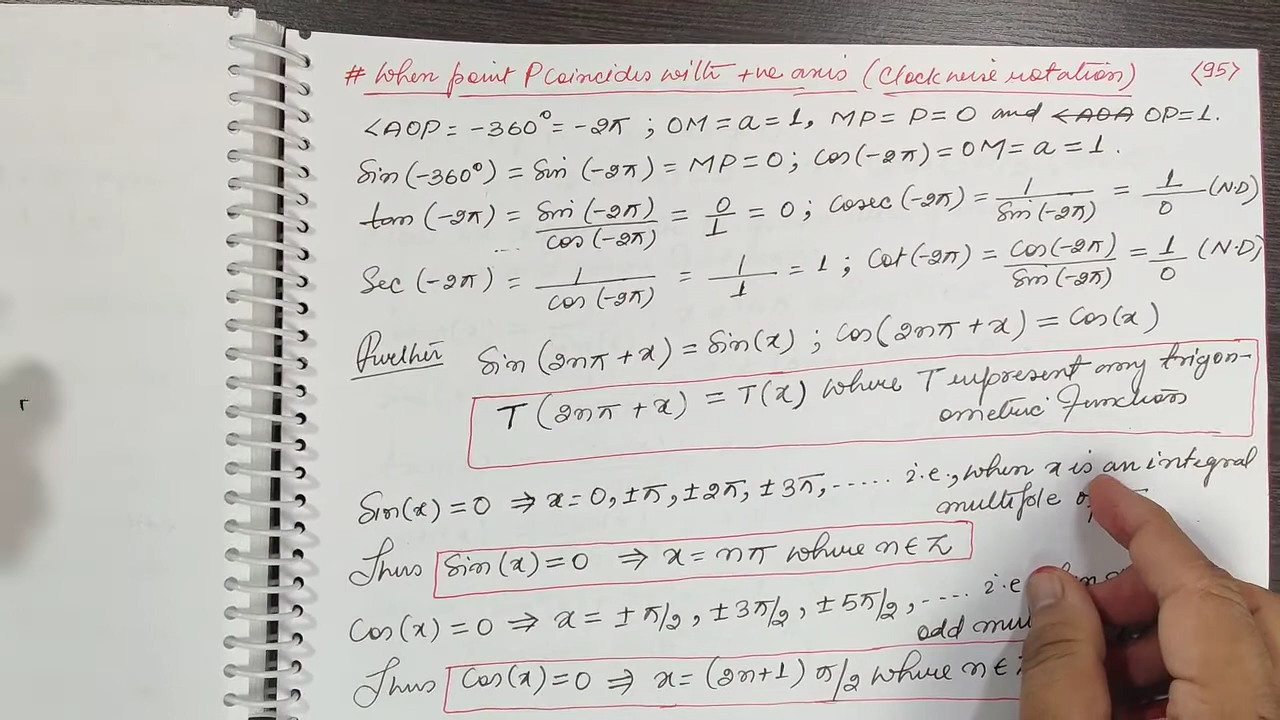 # When point P coincides with +ve axis (Clockwise rotation) <95>
<AOP = -360° = -2π ; OM = a = 1, MP = P = 0 and <AOA OP=1.
Sin(-360°) = Sin(-2π) = MP = 0 ; cos(-2π) = OM = a = 1.
tan(-2π) = Sin(-2π)/cos(-2π) = 0/1 = 0 ; cosec(-2π) = 1/Sin(-2π) = 1/0 (N.D)
Sec(-2π) = 1/cos(-2π) = 1/1 = 1 ; Cot(-2π) = cos(-2π)/Sin(-2π) = 1/0 (N.D)
Further Sin(2nπ + x) = Sin(x) ; cos(2nπ + x) = cos(x)
T(2nπ + x) = T(x) where T represent any trigon-
ometric Function
Sin(x) = 0 ⇒ x = 0, ±π, ±2π, ±3π, ..... i.e., when x is an integral
multiple
Thus Sin(x) = 0 ⇒ x = nπ where n ∈ Z
Cos(x) = 0 ⇒ x = ±π/2, ±3π/2, ±5π/2, .... i.e
odd
Thus Cos(x) = 0 ⇒ x = (2n+1) π/2 where n ∈